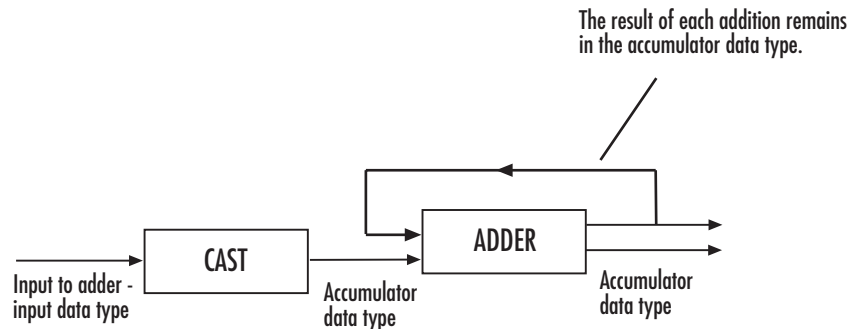 The result of each addition remains
in the accumulator data type.
CAST
ADDER
Input to adder -
input data type
Accumulator
data type
Accumulator
data type